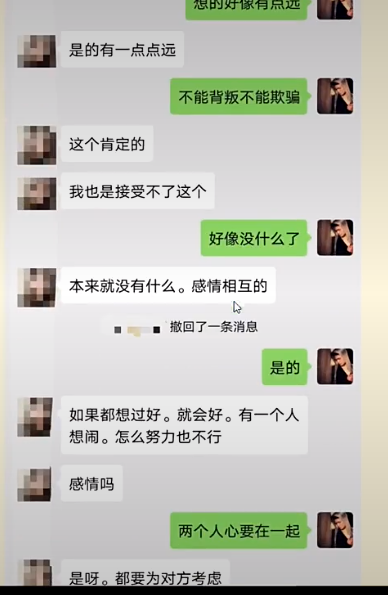 想的好像有点远
是的有一点点远
不能背叛不能欺骗
这个肯定的
我也是接受不了这个
好像没什么了
本来就没有什么。感情相互的
撤回了一条消息
是的
如果都想过好。就会好。有一个人
想闹。怎么努力也不行
感情吗
两个人心要在一起
是呀。都要为对方考虑